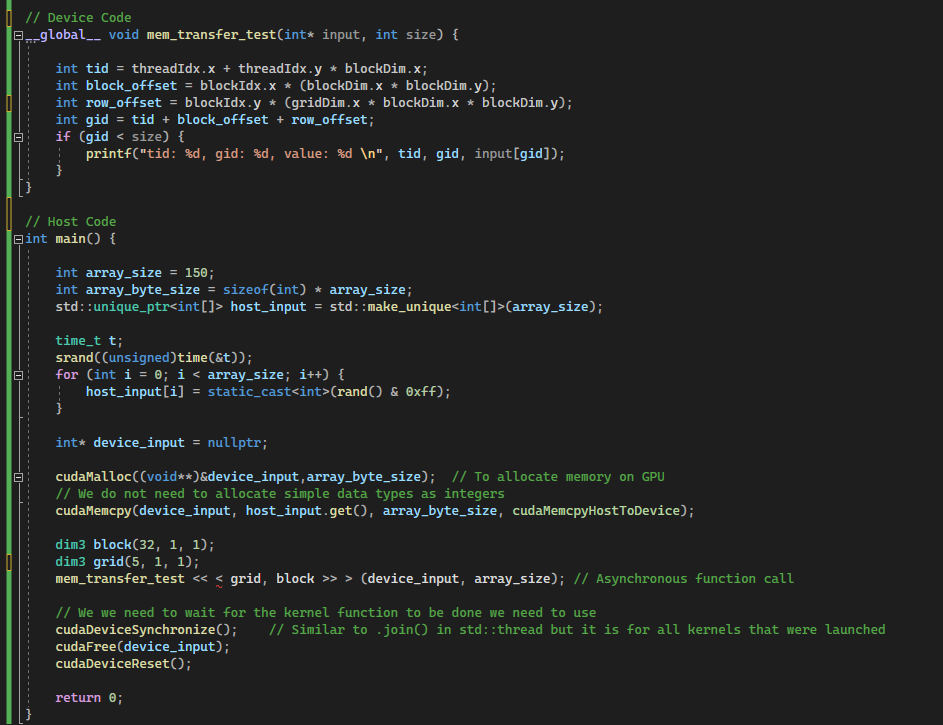 // Device Code
__global__ void mem_transfer_test(int* input, int size) {
int tid = threadIdx.x + threadIdx.y * blockDim.x;
int block_offset = blockIdx.x * (blockDim.x * blockDim.y);
int row_offset = blockIdx.y * (gridDim.x * blockDim.x * blockDim.y);
int gid = tid + block_offset + row_offset;
if (gid < size) {
printf("tid: %d, gid: %d, value: %d \n", tid, gid, input[gid]);
}
}
// Host Code
int main() {
int array_size = 150;
int array_byte_size = sizeof(int) * array_size;
std::unique_ptr<int[]> host_input = std::make_unique<int[]>(array_size);
time_t t;
srand((unsigned)time(&t));
for (int i = 0; i < array_size; i++) {
host_input[i] = static_cast<int>(rand() & 0xff);
}
int* device_input = nullptr;
cudaMalloc((void**)&device_input,array_byte_size);  // To allocate memory on GPU
// We do not need to allocate simple data types as integers
cudaMemcpy(device_input, host_input.get(), array_byte_size, cudaMemcpyHostToDevice);
dim3 block(32, 1, 1);
dim3 grid(5, 1, 1);
mem_transfer_test << < grid, block >> > (device_input, array_size); // Asynchronous function call
// We we need to wait for the kernel function to be done we need to use
cudaDeviceSynchronize();    // Similar to .join() in std::thread but it is for all kernels that were launched
cudaFree(device_input);
cudaDeviceReset();
return 0;
}